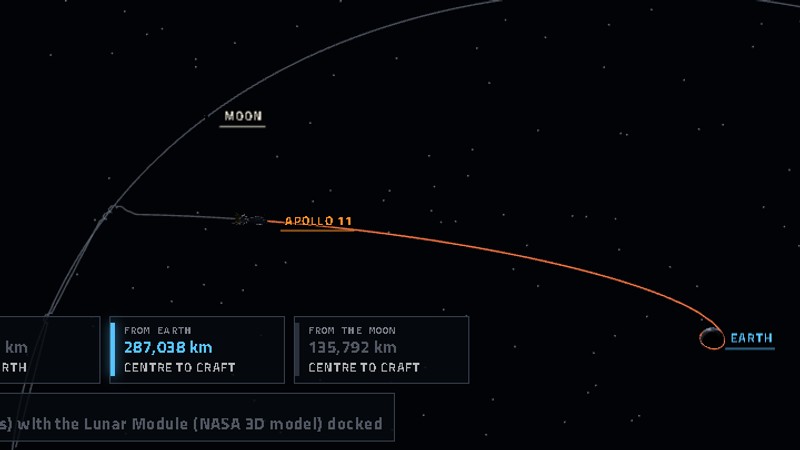 MOON
APOLLO 11
EARTH
km
RTH
FROM EARTH
287,038 km
CENTRE TO CRAFT
FROM THE MOON
135,792 km
CENTRE TO CRAFT
s) with the Lunar Module (NASA 3D model) docked